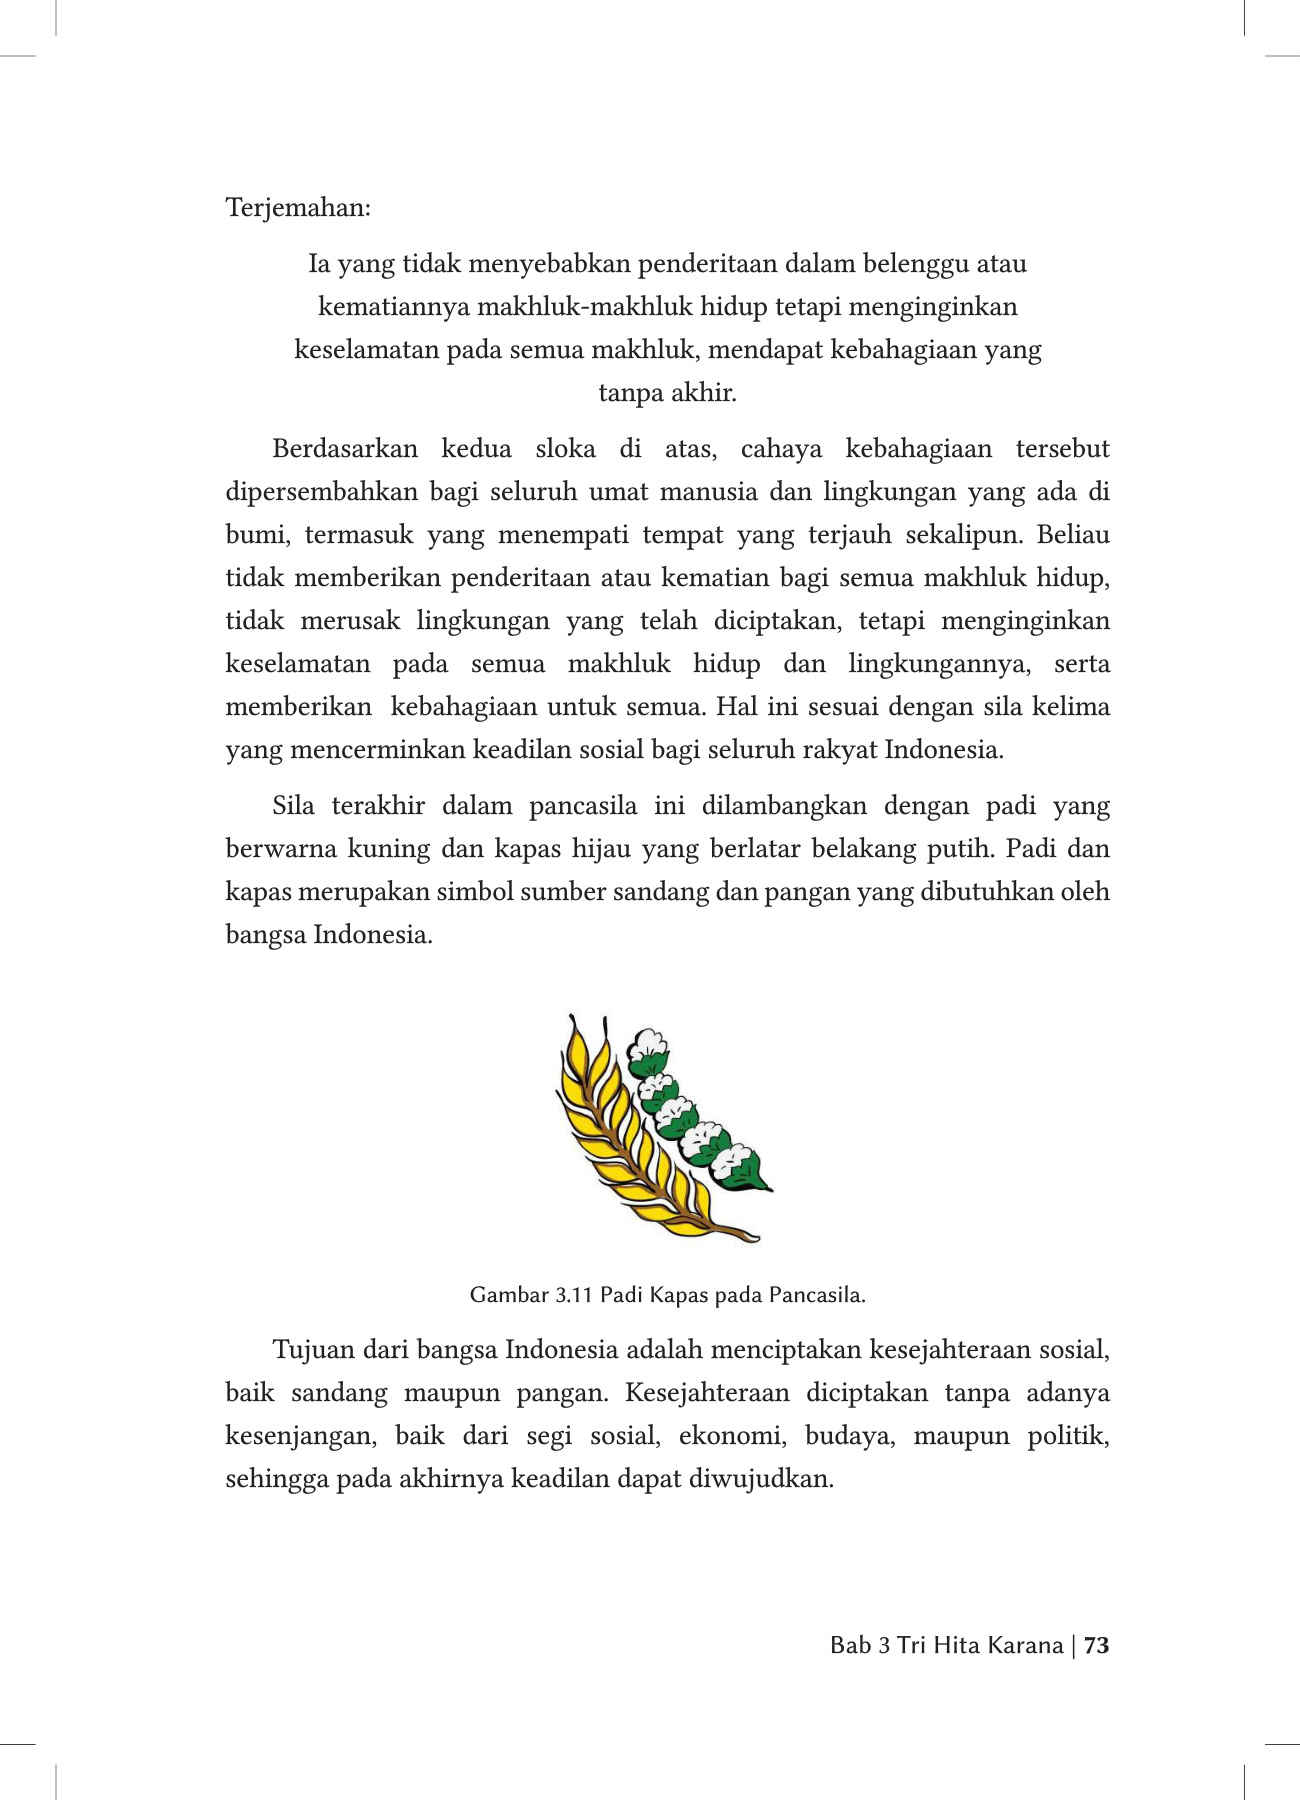 Terjemahan:
Ia yang tidak menyebabkan penderitaan dalam belenggu atau
kematiannya makhluk-makhluk hidup tetapi menginginkan
keselamatan pada semua makhluk, mendapat kebahagiaan yang
tanpa akhir.
Berdasarkan kedua sloka di atas, cahaya kebahagiaan tersebut
dipersembahkan bagi seluruh umat manusia dan lingkungan yang ada di
bumi, termasuk yang menempati tempat yang terjauh sekalipun. Beliau
tidak memberikan penderitaan atau kematian bagi semua makhluk hidup,
tidak merusak lingkungan yang telah diciptakan, tetapi menginginkan
keselamatan pada semua makhluk hidup dan lingkungannya, serta
memberikan kebahagiaan untuk semua. Hal ini sesuai dengan sila kelima
yang mencerminkan keadilan sosial bagi seluruh rakyat Indonesia.
Sila terakhir dalam pancasila ini dilambangkan dengan padi yang
berwarna kuning dan kapas hijau yang berlatar belakang putih. Padi dan
kapas merupakan simbol sumber sandang dan pangan yang dibutuhkan oleh
bangsa Indonesia.
Gambar 3.11 Padi Kapas pada Pancasila.
Tujuan dari bangsa Indonesia adalah menciptakan kesejahteraan sosial,
baik sandang maupun pangan. Kesejahteraan diciptakan tanpa adanya
kesenjangan, baik dari segi sosial, ekonomi, budaya, maupun politik,
sehingga pada akhirnya keadilan dapat diwujudkan.
Bab 3 Tri Hita Karana | 73